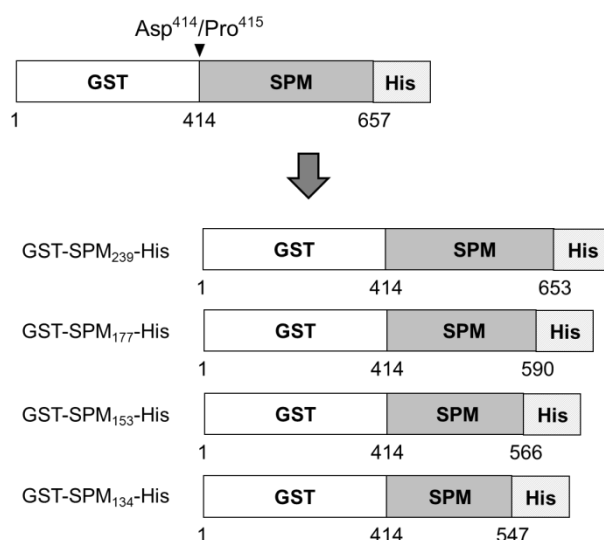 Asp414/Pro415
GST SPM His
1 414 657
GST-SPM239-His GST SPM His
1 414 653
GST-SPM177-His GST SPM His
1 414 590
GST-SPM153-His GST SPM His
1 414 566
GST-SPM134-His GST SPM His
1 414 547